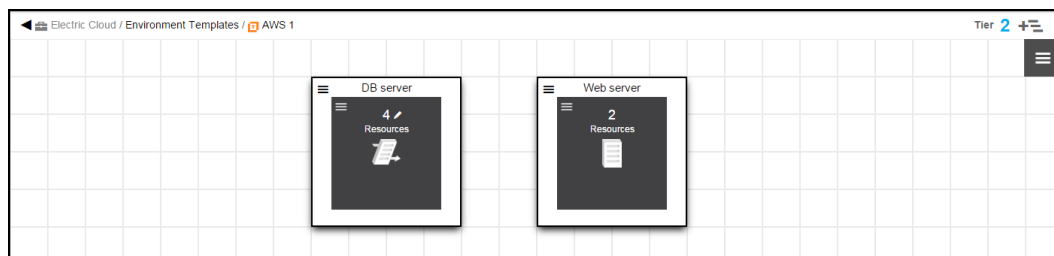 Electric Cloud / Environment Templates / AWS 1
Tier 2
DB server
4
Resources
Web server
2
Resources